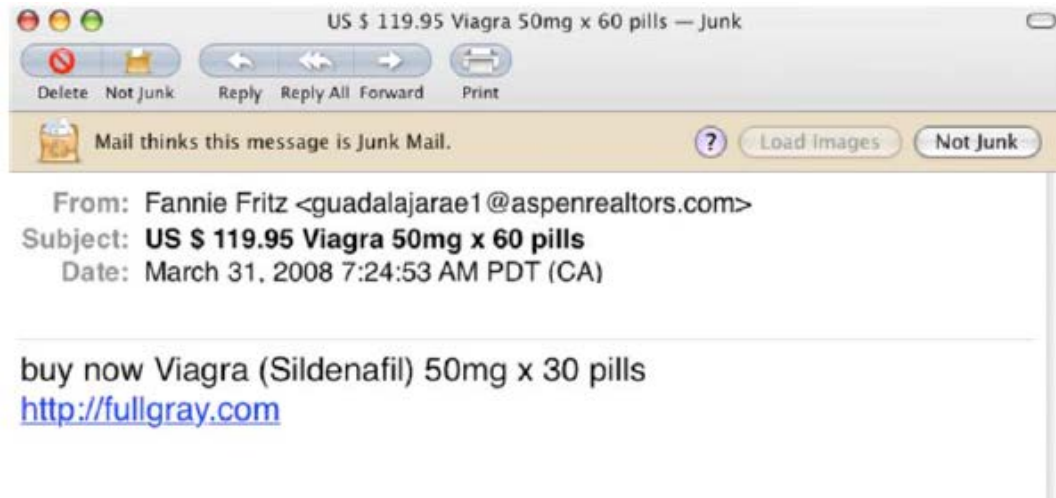 US $ 119.95 Viagra 50mg x 60 pills — Junk
Delete Not Junk Reply Reply All Forward Print
Mail thinks this message is Junk Mail. ? Load Images Not Junk
From: Fannie Fritz <guadalajarae1@aspenrealtors.com>
Subject: US $ 119.95 Viagra 50mg x 60 pills
Date: March 31, 2008 7:24:53 AM PDT (CA)
buy now Viagra (Sildenafil) 50mg x 30 pills
http://fullgray.com